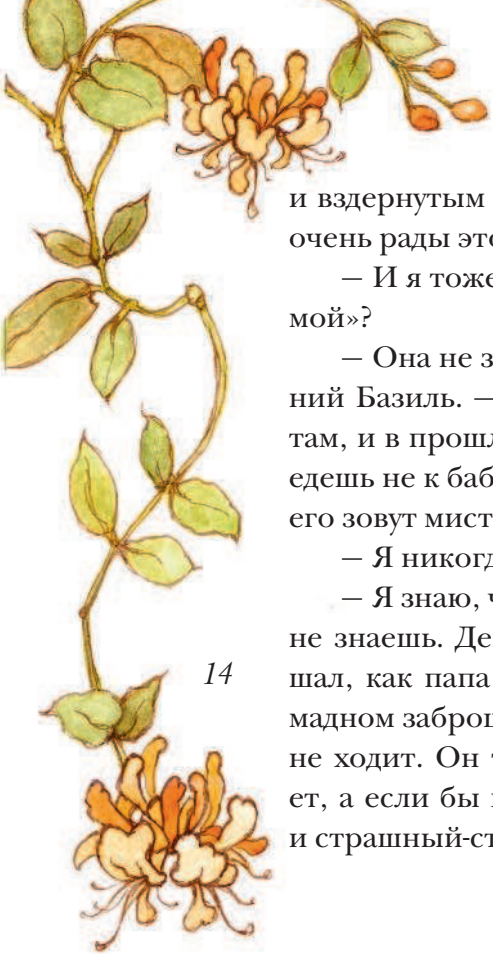 и вздернутым
очень рады это
— И я тоже
мой»?
— Она не з
ний Базиль. —
там, и в прошл
едешь не к баб
его зовут мист
— Я никогд
— Я знаю, ч
не знаешь. Де
14
шал, как папа
мадном заброш
не ходит. Он т
ет, а если бы
и страшный-ст